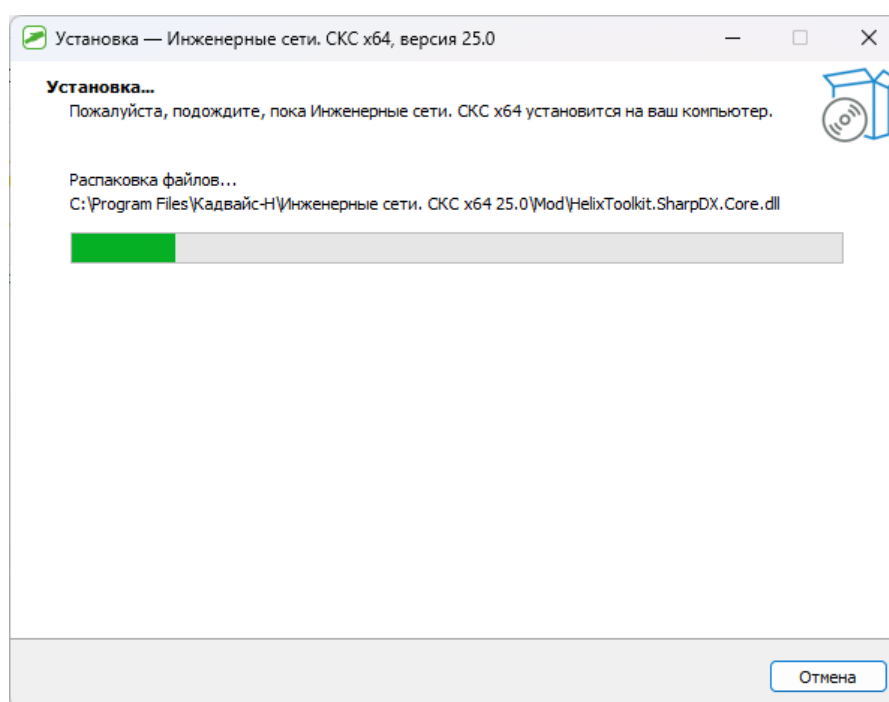 Установка — Инженерные сети. СКС x64, версия 25.0
Установка...
Пожалуйста, подождите, пока Инженерные сети. СКС x64 установится на ваш компьютер.
Распаковка файлов...
C:\Program Files\Кадвайс-Н\Инженерные сети. СКС x64 25.0\Mod\HelixToolkit.SharpDX.Core.dll
Отмена